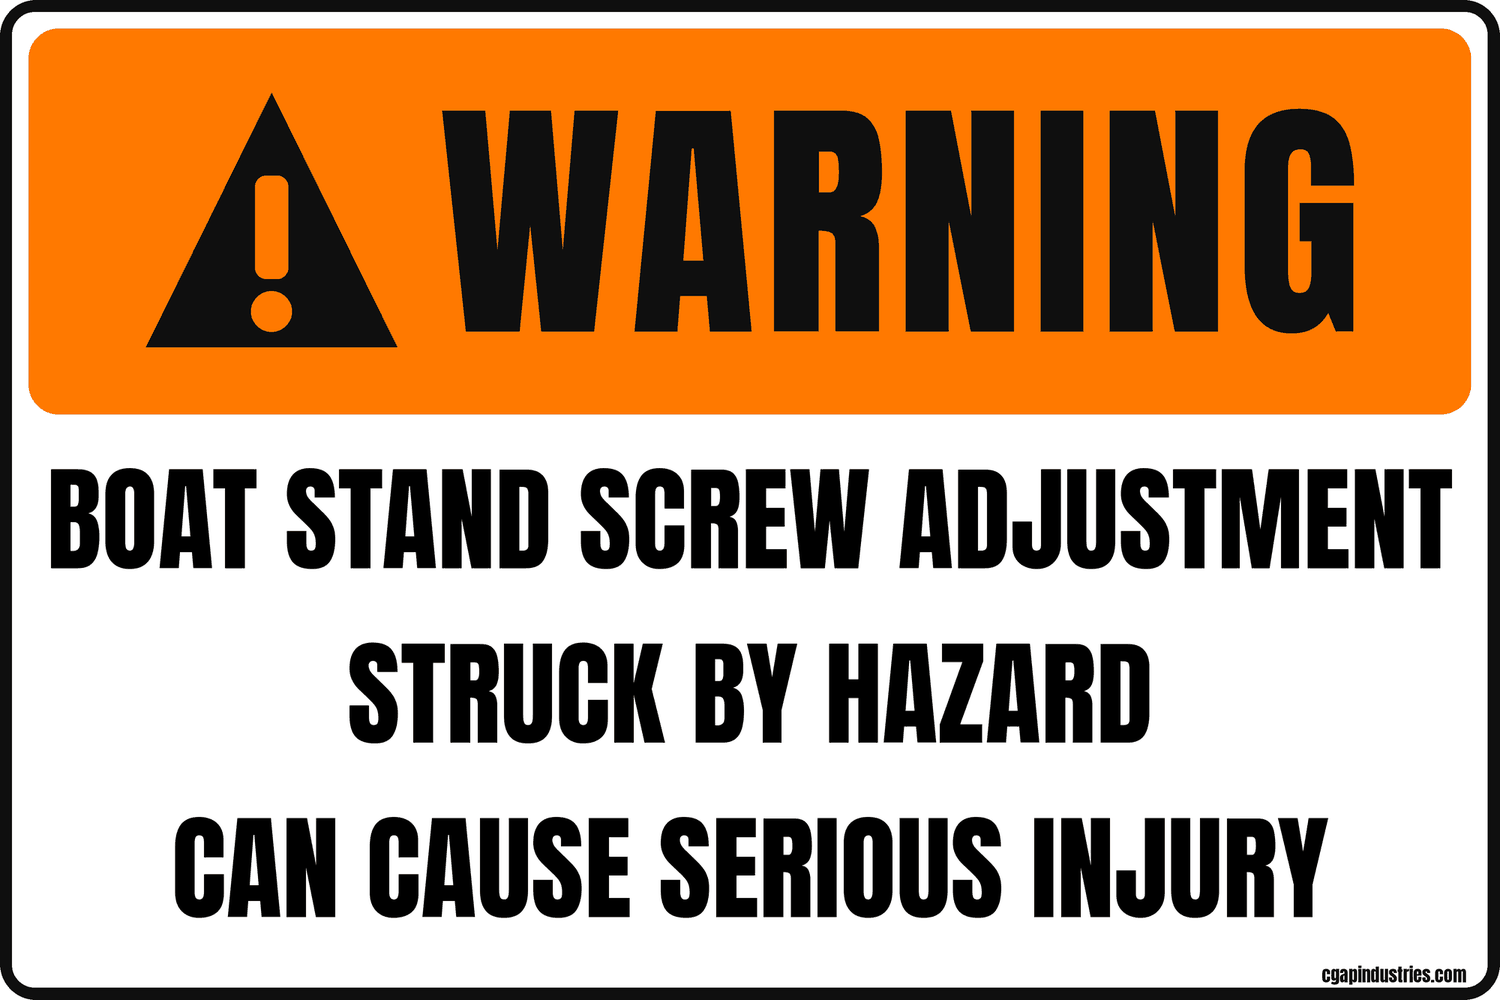 WARNING
BOAT STAND SCREW ADJUSTMENT
STRUCK BY HAZARD
CAN CAUSE SERIOUS INJURY
cgapindustries.com